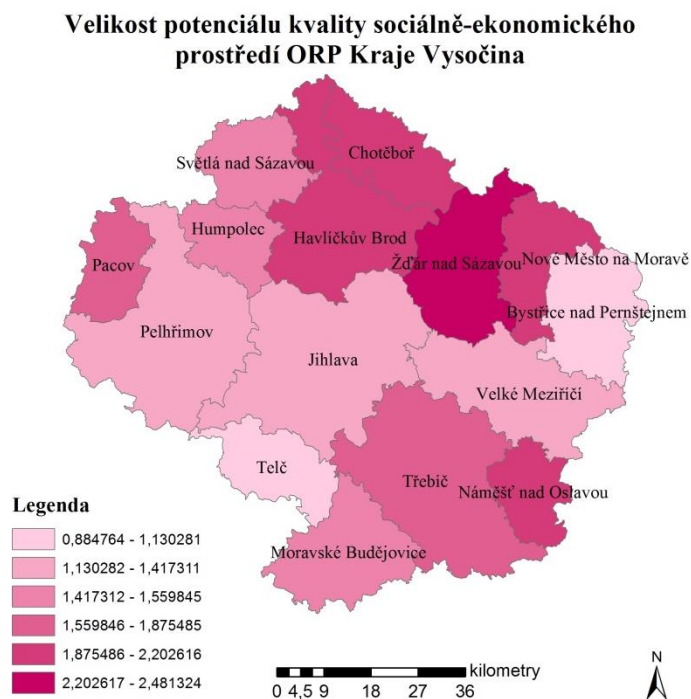 Velikost potenciálu kvality sociálně-ekonomického
prostředí ORP Kraje Vysočina
Chotěboř
Světlá nad Sázavou
Humpolec
Havlíčkův Brod
Nové Město na Moravě
Pacov
Žďár nad Sázavou
Bystřice nad Pernštejnem
Pelhřimov
Jihlava
Velké Meziříčí
Telč
Třebíč
Náměšť nad Oslavou
Moravské Budějovice
Legenda
0,884764 - 1,130281
1,130282 - 1,417311
1,417312 - 1,559845
1,559846 - 1,875485
1,875486 - 2,202616
2,202617 - 2,481324
kilometry
0 4,5 9 18 27 36
N